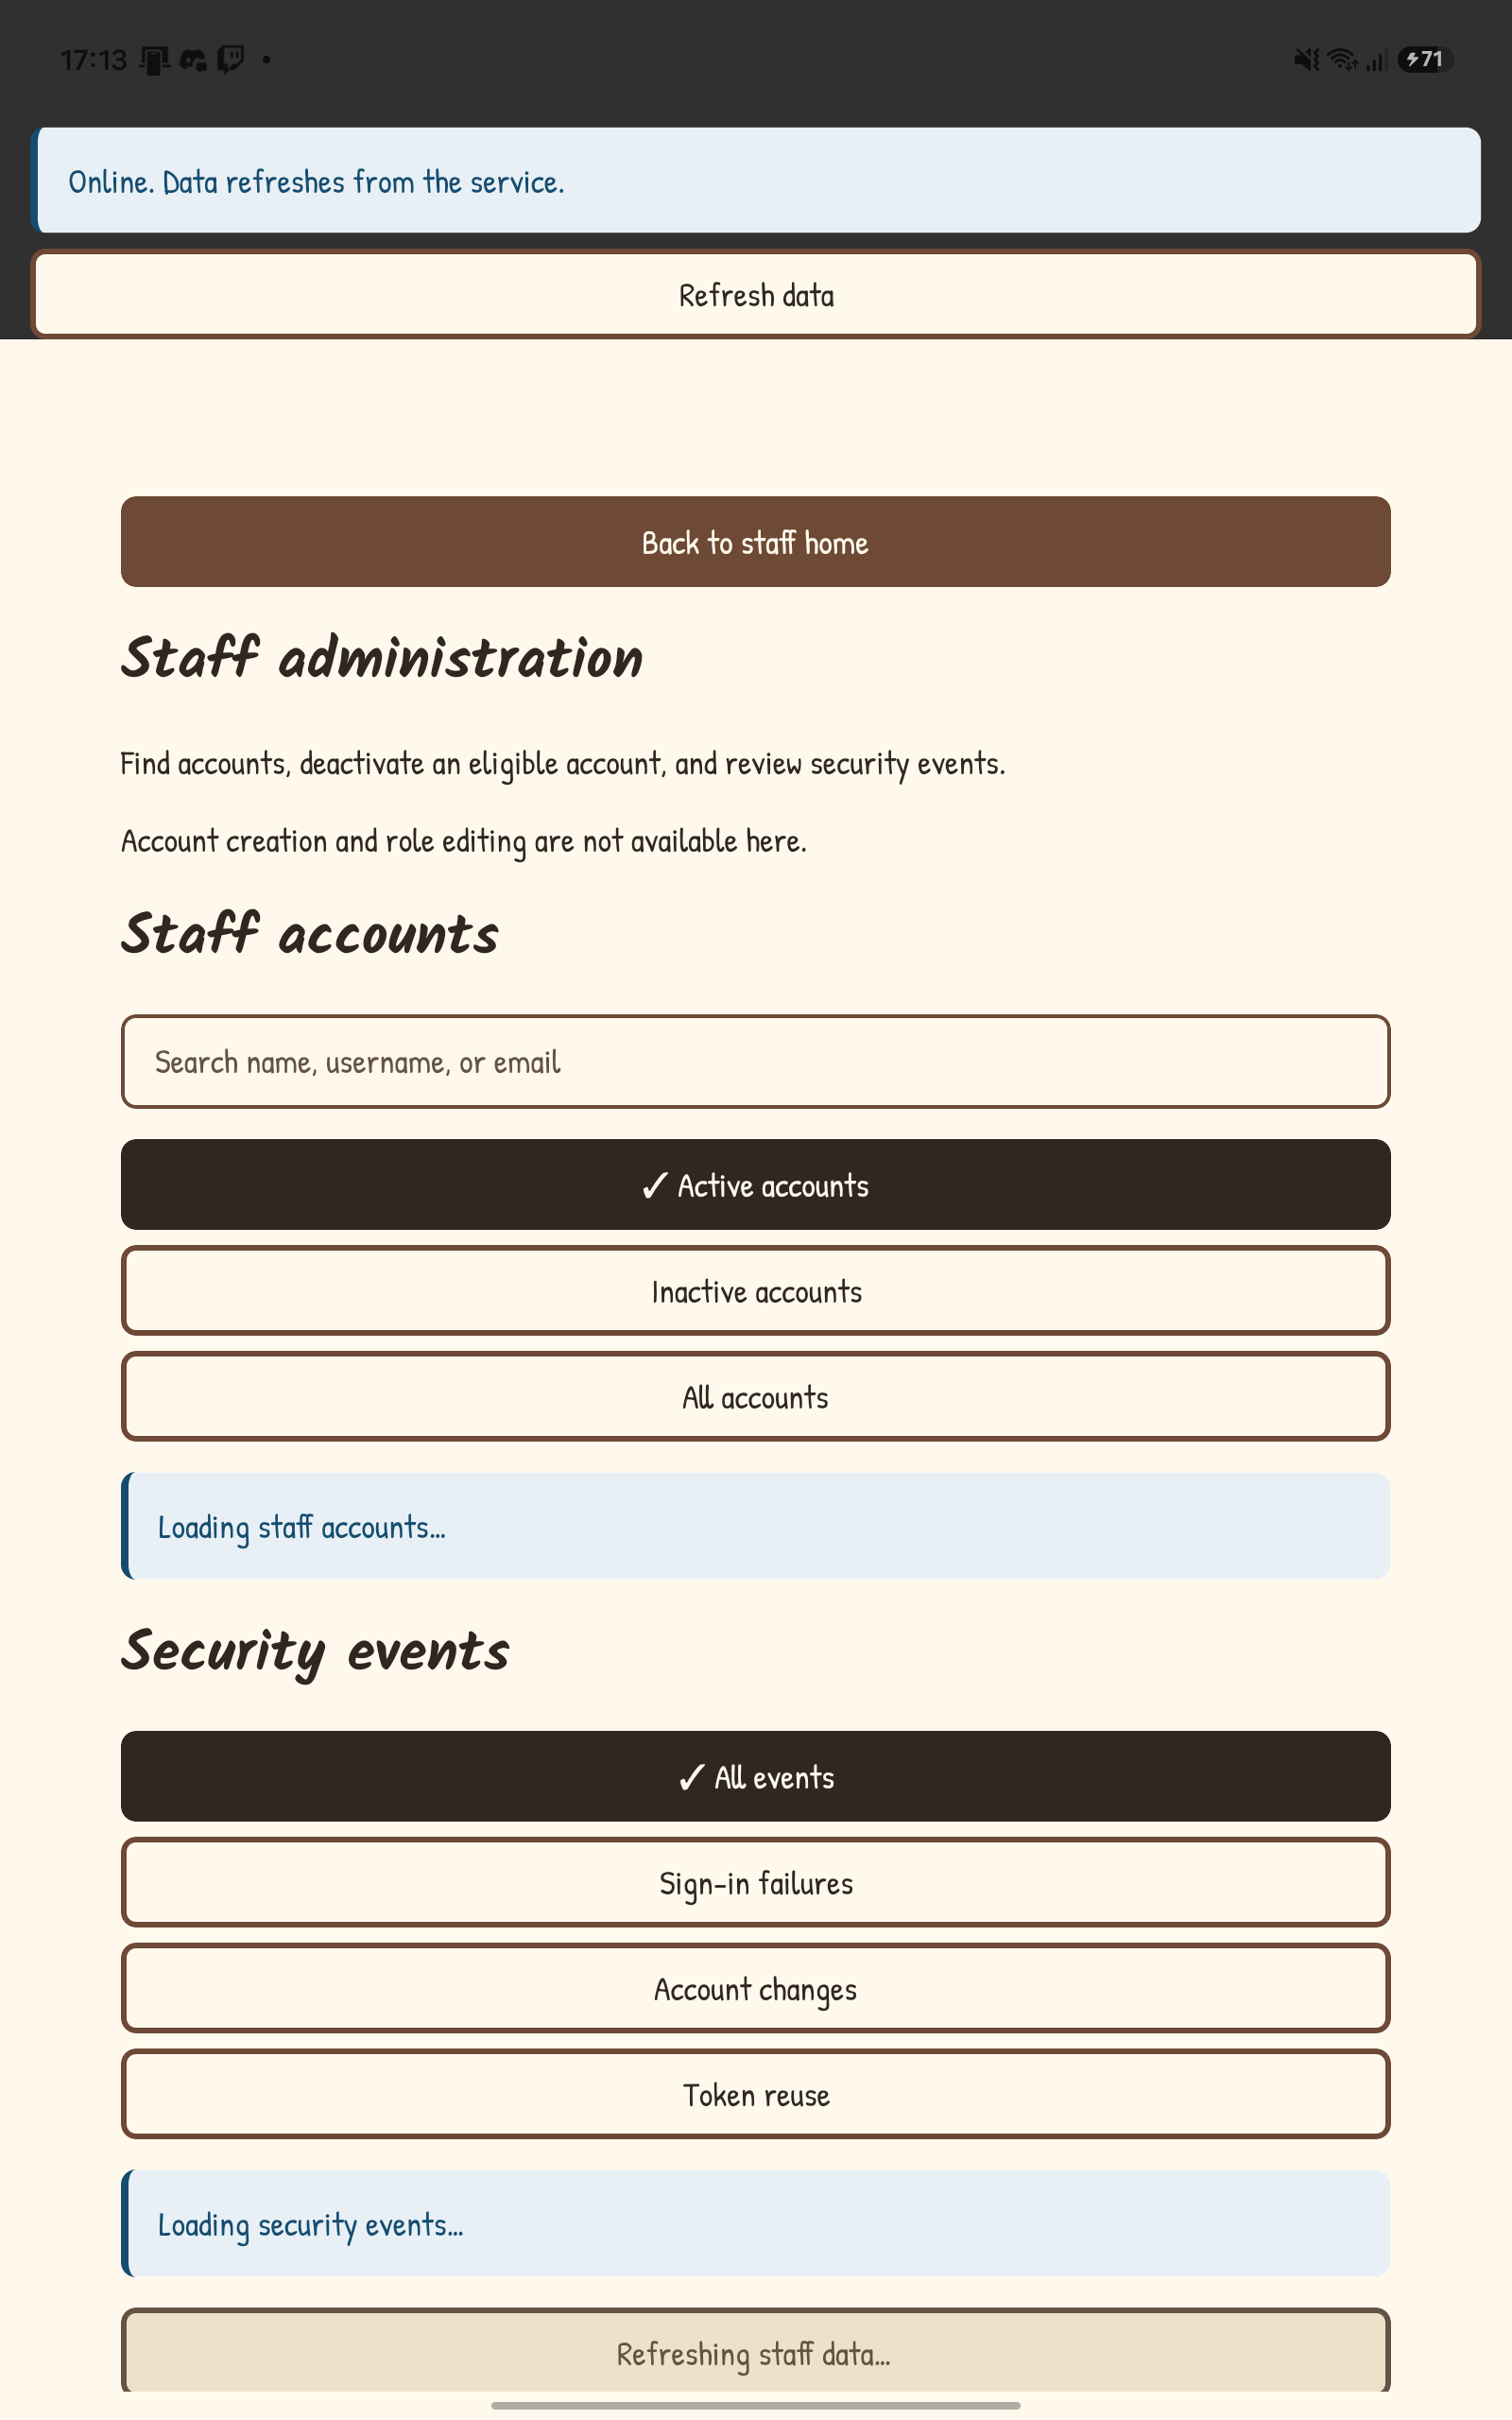 17:13
71
Online. Data refreshes from the service.
Refresh data
Back to staff home
Staff administration
Find accounts, deactivate an eligible account, and review security events.
Account creation and role editing are not available here.
Staff accounts
Search name, username, or email
✓ Active accounts
Inactive accounts
All accounts
Loading staff accounts...
Security events
✓ All events
Sign-in failures
Account changes
Token reuse
Loading security events...
Refreshing staff data...